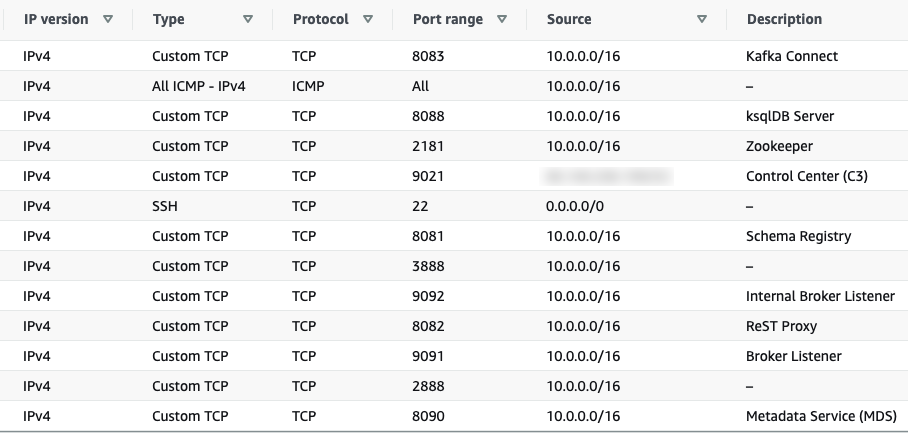 IP version Type Protocol Port range Source Description
IPv4 Custom TCP TCP 8083 10.0.0.0/16 Kafka Connect
IPv4 All ICMP - IPv4 ICMP All 10.0.0.0/16 –
IPv4 Custom TCP TCP 8088 10.0.0.0/16 ksqlDB Server
IPv4 Custom TCP TCP 2181 10.0.0.0/16 Zookeeper
IPv4 Custom TCP TCP 9021 Control Center (C3)
IPv4 SSH TCP 22 0.0.0.0/0 –
IPv4 Custom TCP TCP 8081 10.0.0.0/16 Schema Registry
IPv4 Custom TCP TCP 3888 10.0.0.0/16 –
IPv4 Custom TCP TCP 9092 10.0.0.0/16 Internal Broker Listener
IPv4 Custom TCP TCP 8082 10.0.0.0/16 ReST Proxy
IPv4 Custom TCP TCP 9091 10.0.0.0/16 Broker Listener
IPv4 Custom TCP TCP 2888 10.0.0.0/16 –
IPv4 Custom TCP TCP 8090 10.0.0.0/16 Metadata Service (MDS)